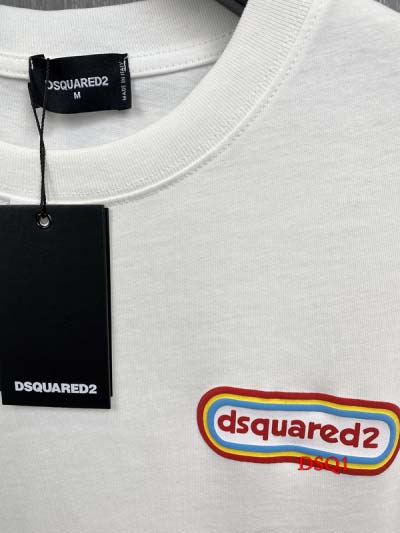 DSQUARED2
M
MADE IN ITALY
DSQUARED2
dsquared2
DSQ1